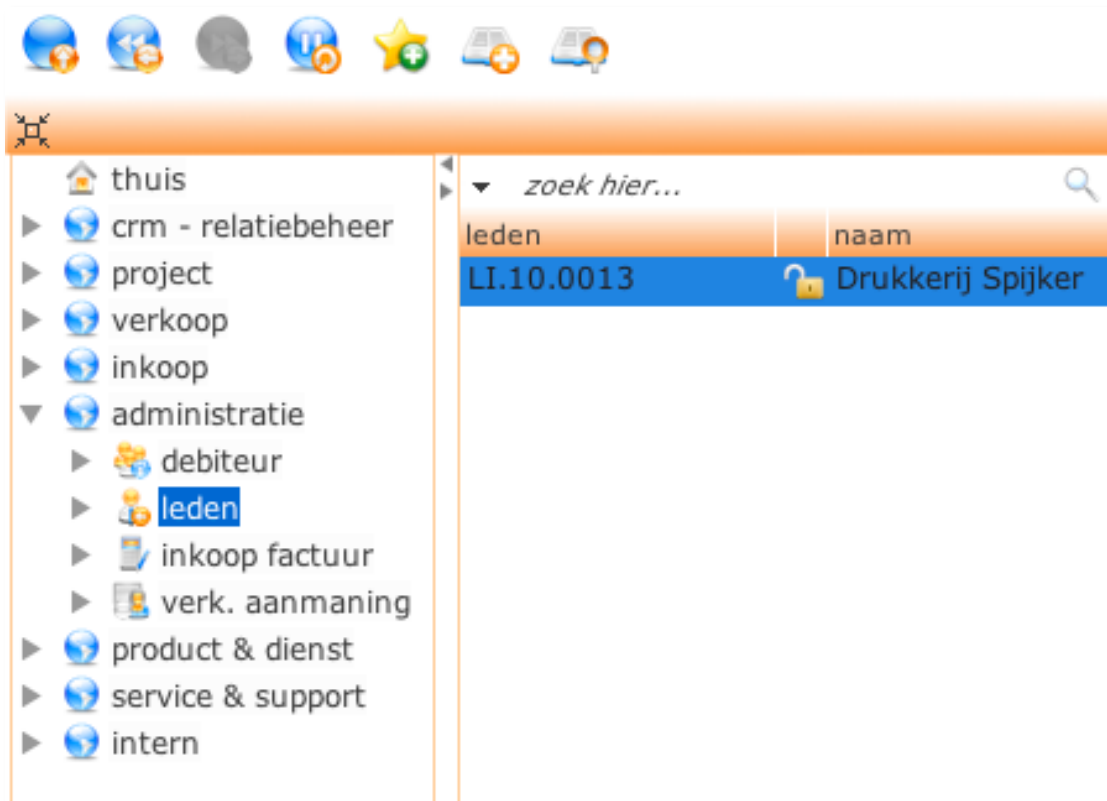 thuis
crm - relatiebeheer
project
verkoop
inkoop
administratie
debiteur
leden
inkoop factuur
verk. aanmaning
product & dienst
service & support
intern
zoek hier...
leden naam
LI.10.0013 Drukkerij Spijker